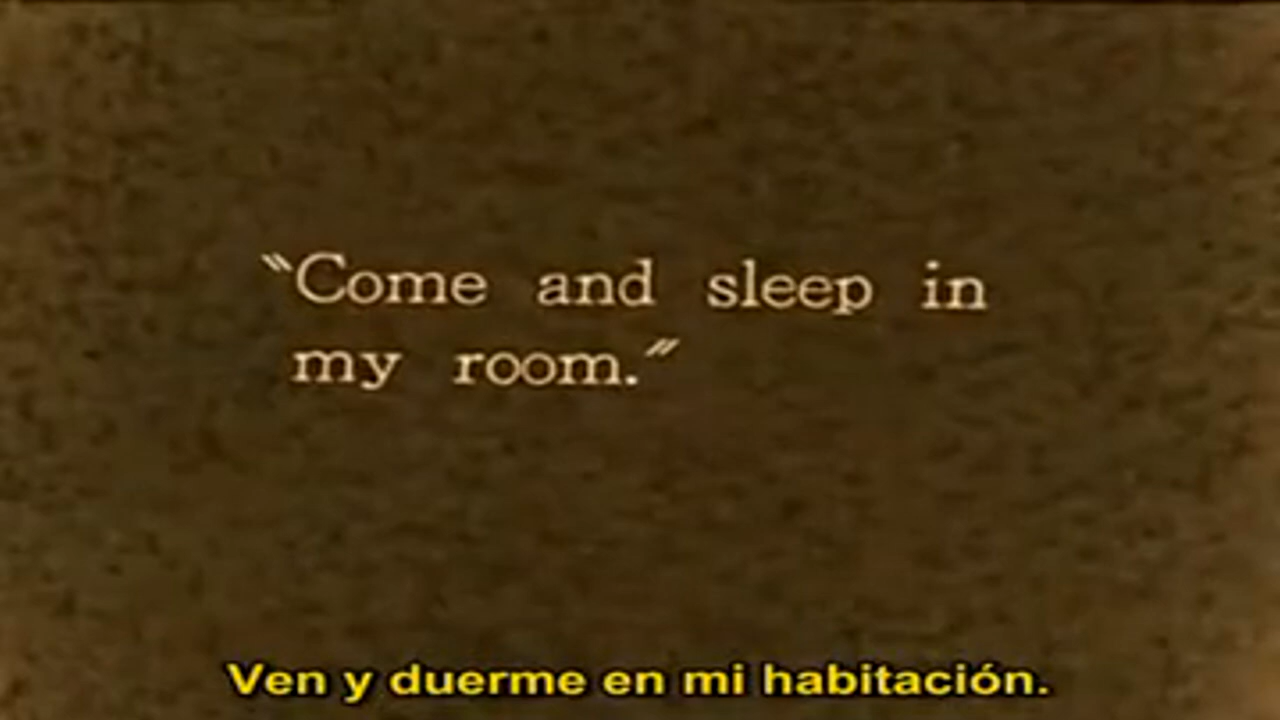 “Come and sleep in
my room.”
Ven y duerme en mi habitación.